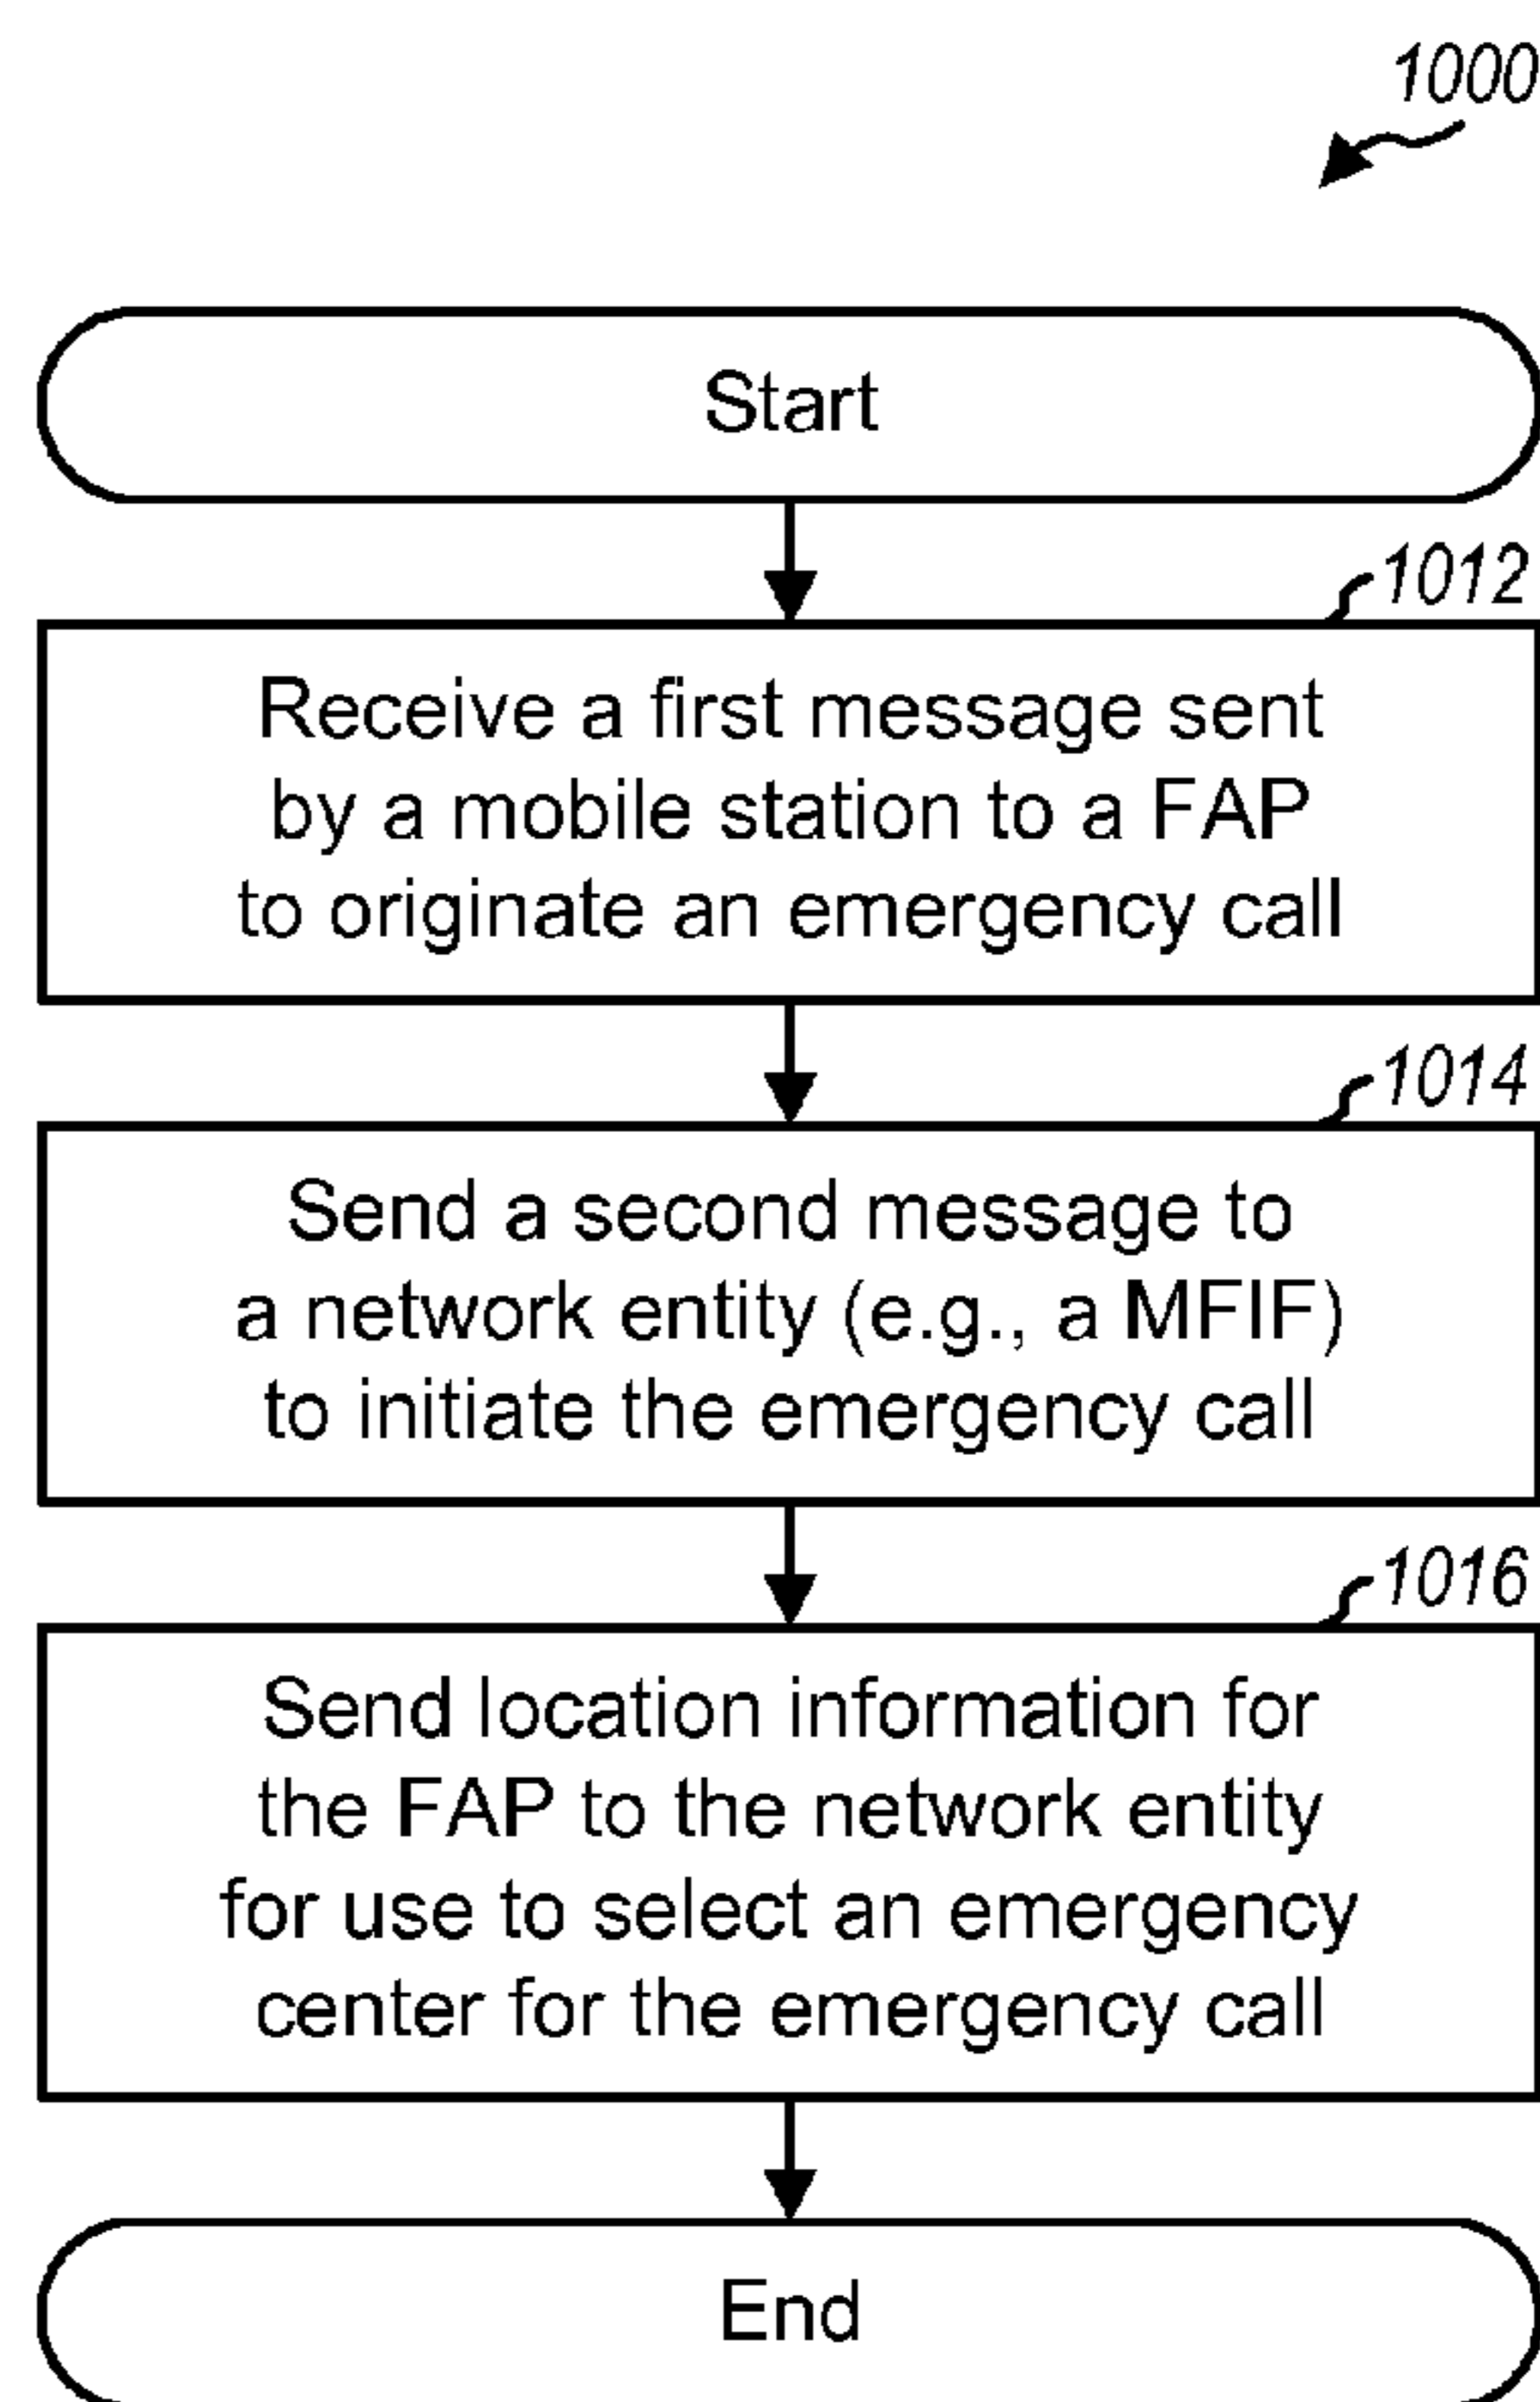 1000
Start
1012
Receive a first message sent
by a mobile station to a FAP
to originate an emergency call
1014
Send a second message to
a network entity (e.g., a MFIF)
to initiate the emergency call
1016
Send location information for
the FAP to the network entity
for use to select an emergency
center for the emergency call
End